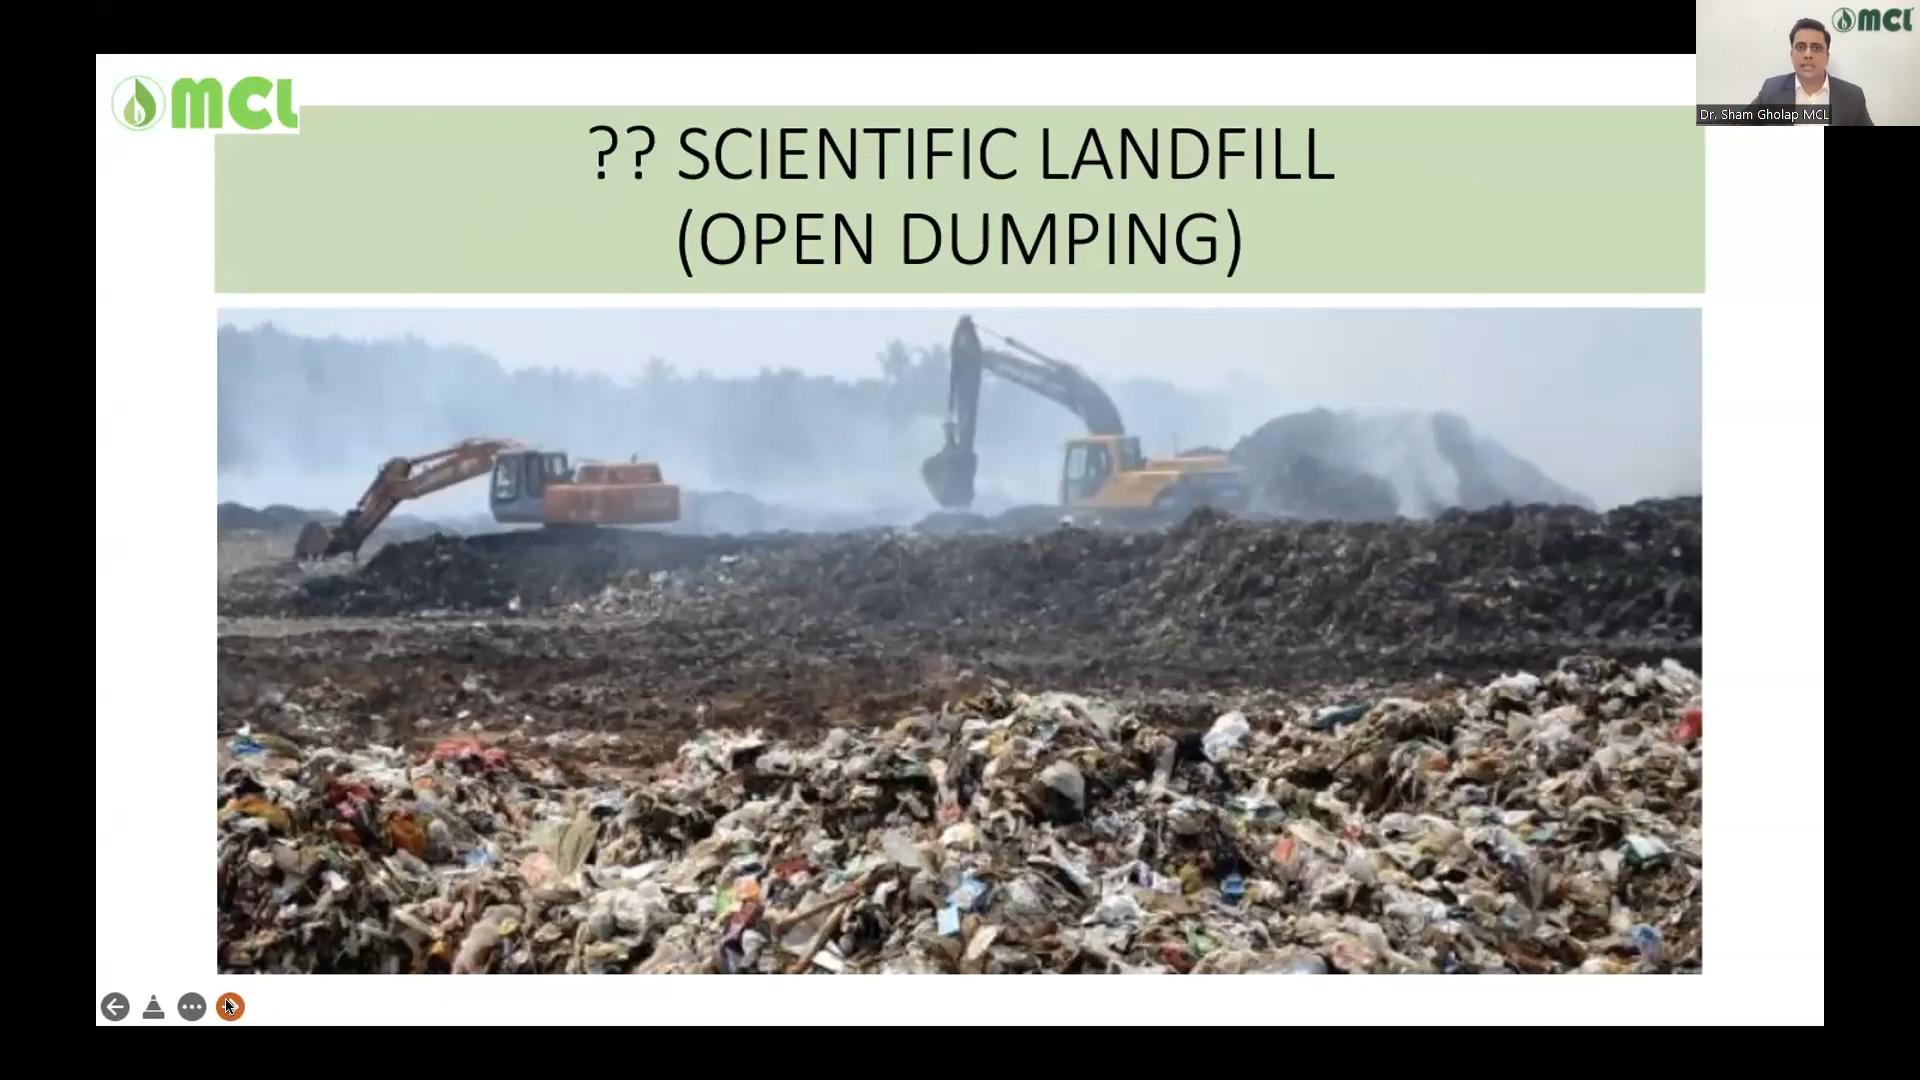 MCL
MCL
Dr. Sham Gholap MCL
?? SCIENTIFIC LANDFILL
(OPEN DUMPING)